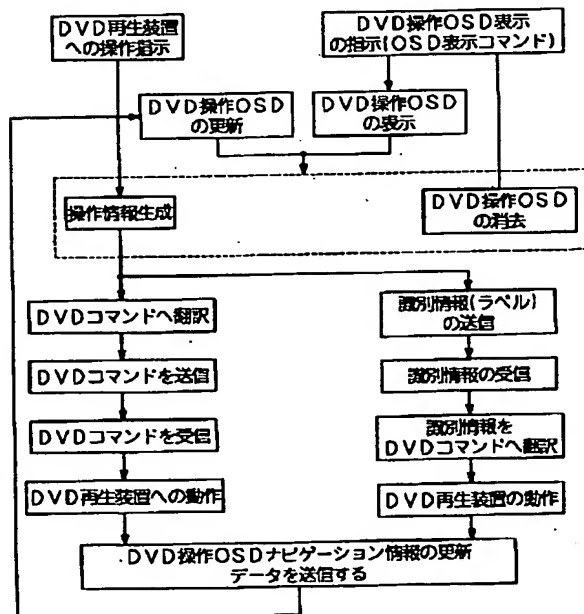 DVD再生装置
への操作指示
DVD操作OSD表示
の指示(OSD表示コマンド)
DVD操作OSD
の更新
DVD操作OSD
の表示
操作情報生成
DVD操作OSD
の消去
DVDコマンドへ翻訳
識別情報(ラベル)
の送信
DVDコマンドを送信
識別情報の受信
DVDコマンドを受信
識別情報を
DVDコマンドへ翻訳
DVD再生装置への動作
DVD再生装置の動作
DVD操作OSDナビゲーション情報の更新
データを送信する